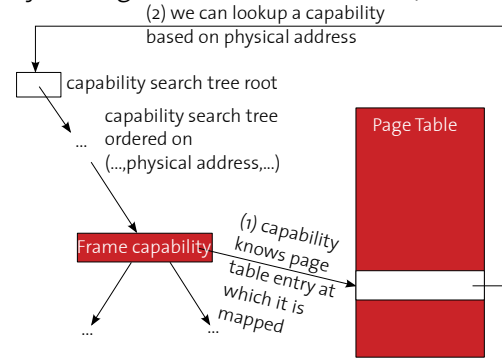 (2) we can lookup a capability
based on physical address
capability search tree root
capability search tree
ordered on
(...,physical address,...)
...
Page Table
Frame capability
(1) capability
knows page
table entry at
which it is
mapped
...
...